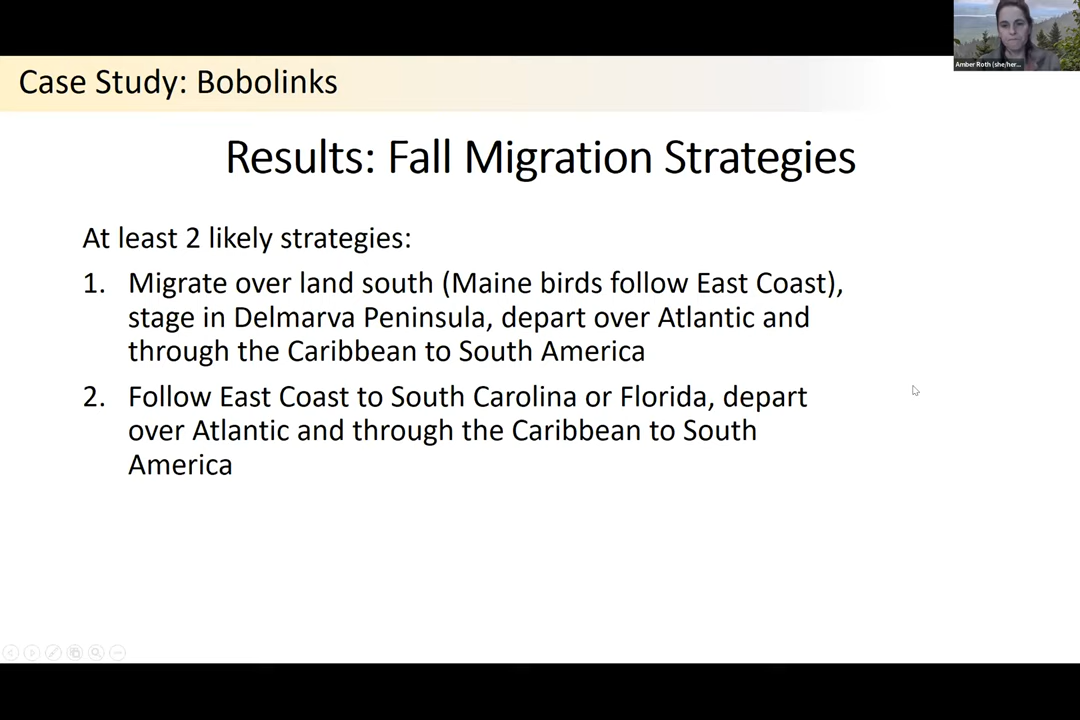 Amber Roth (she/her...
Case Study: Bobolinks
Results: Fall Migration Strategies
At least 2 likely strategies:
1. Migrate over land south (Maine birds follow East Coast),
stage in Delmarva Peninsula, depart over Atlantic and
through the Caribbean to South America
2. Follow East Coast to South Carolina or Florida, depart
over Atlantic and through the Caribbean to South
America